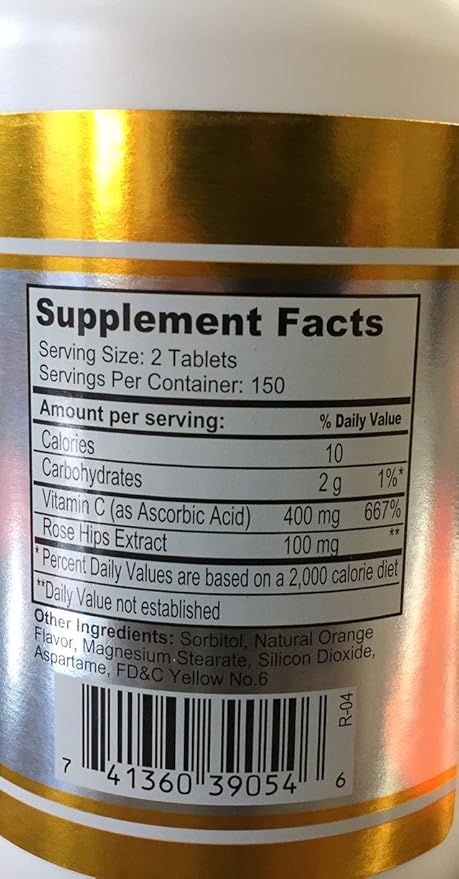 Supplement Facts
Serving Size: 2 Tablets
Servings Per Container: 150
Amount per serving: % Daily Value
Calories 10
Carbohydrates 2 g 1%*
Vitamin C (as Ascorbic Acid) 400 mg 667%
Rose Hips Extract 100 mg **
* Percent Daily Values are based on a 2,000 calorie diet
**Daily Value not established
Other Ingredients: Sorbitol, Natural Orange
Flavor, Magnesium Stearate, Silicon Dioxide,
Aspartame, FD&C Yellow No.6
R-04
7 41360 39054 6